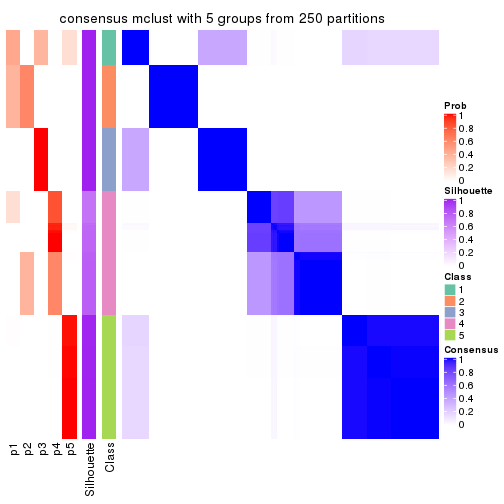 consensus mclust with 5 groups from 250 partitions
Prob
1
0.8
0.6
0.4
0.2
0
Silhouette
1
0.8
0.6
0.4
0.2
0
Class
1
2
3
4
5
Consensus
1
0.8
0.6
0.4
0.2
0
p1
p2
p3
p4
p5
Silhouette
Class